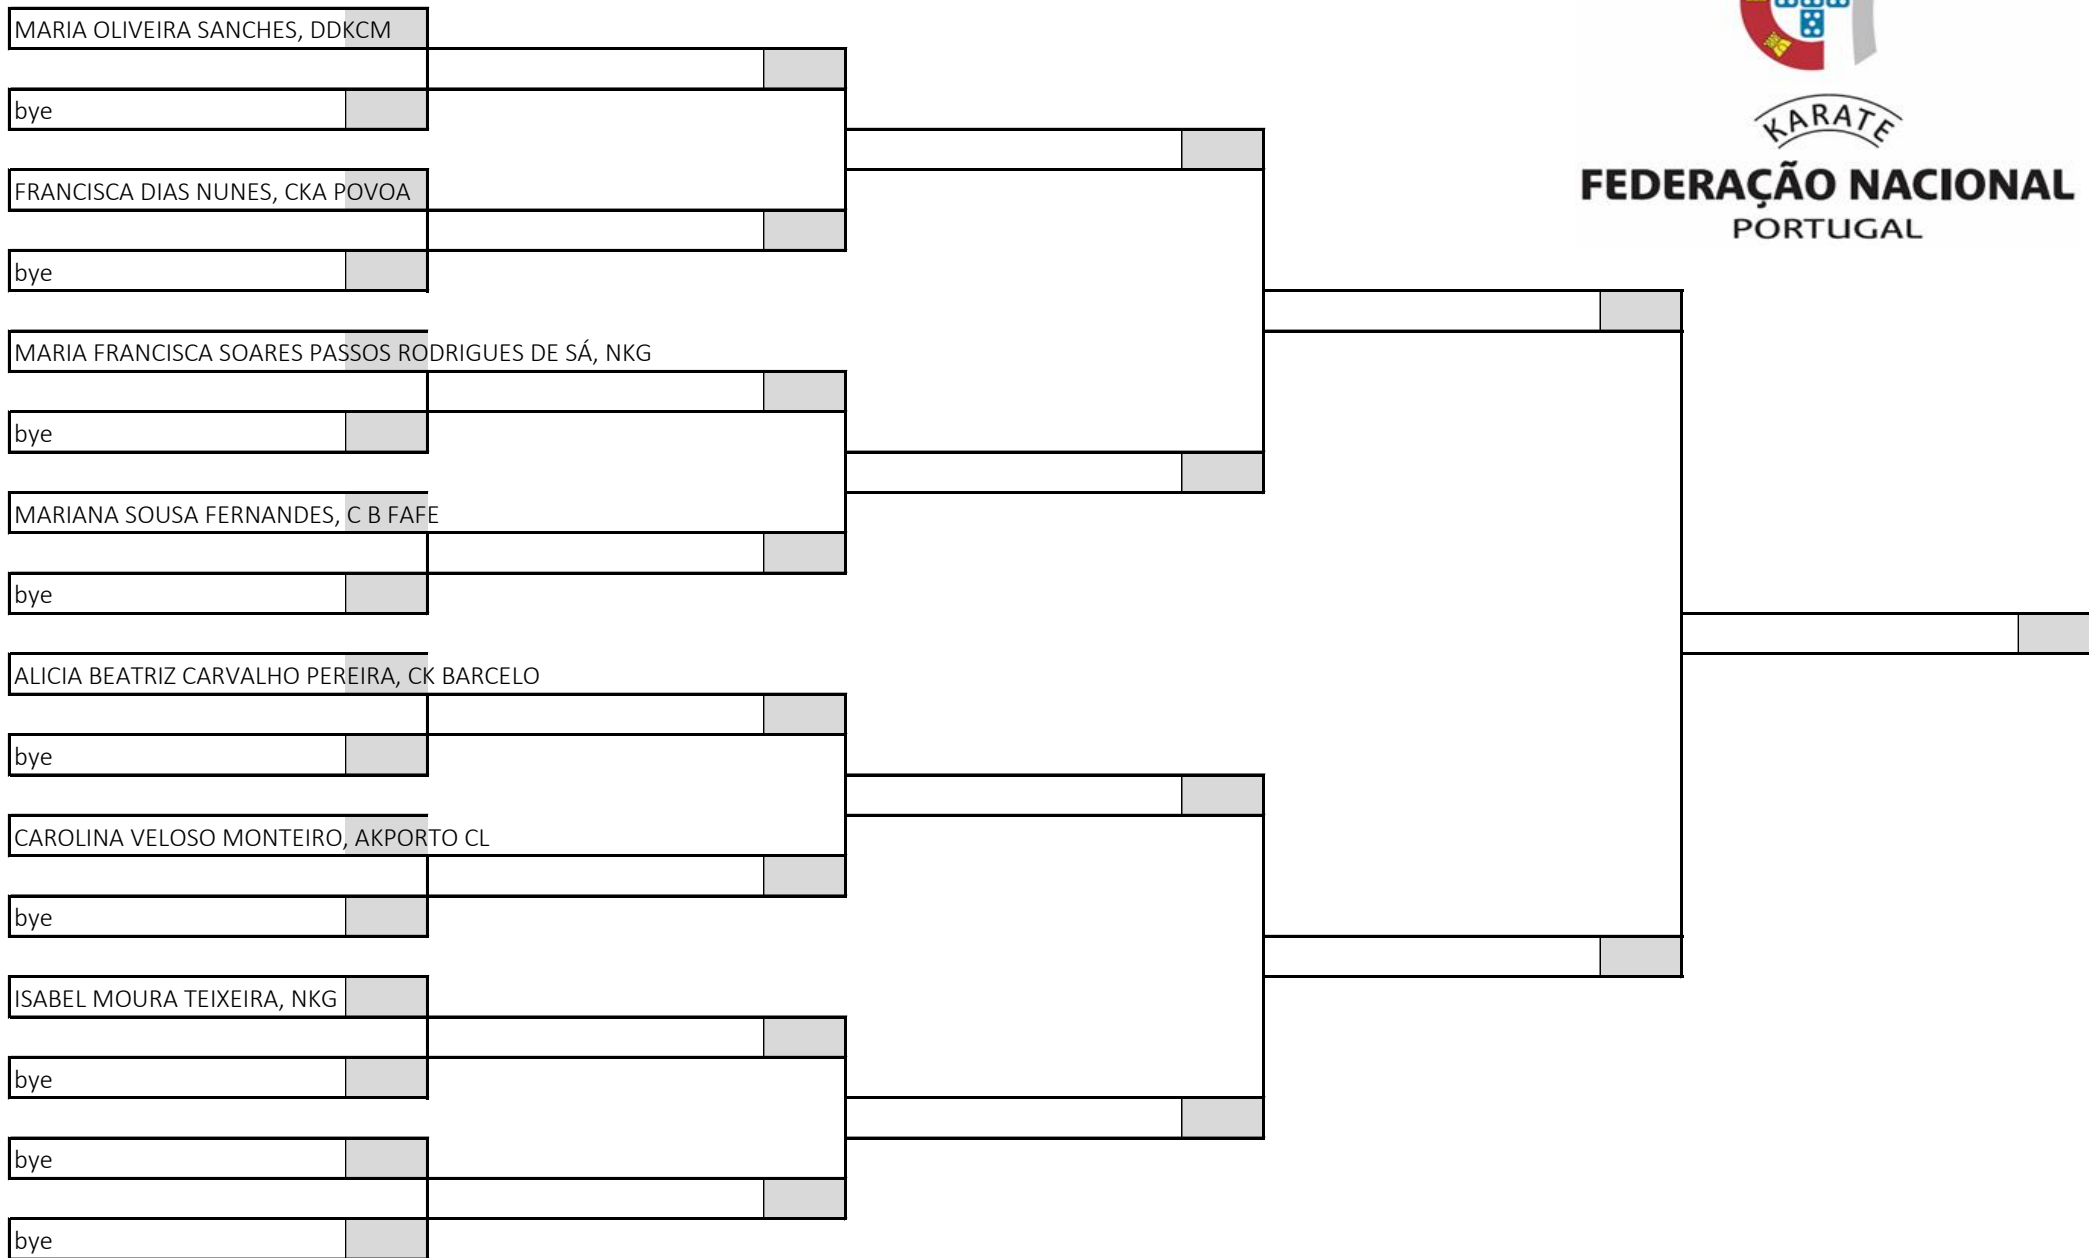 MARIA OLIVEIRA SANCHES, DDKCM
bye
FRANCISCA DIAS NUNES, CKA POVOA
bye
MARIA FRANCISCA SOARES PASSOS RODRIGUES DE SÁ, NKG
bye
MARIANA SOUSA FERNANDES, C B FAFE
bye
ALICIA BEATRIZ CARVALHO PEREIRA, CK BARCELO
bye
CAROLINA VELOSO MONTEIRO, AKPORTO CL
bye
ISABEL MOURA TEIXEIRA, NKG
bye
bye
bye
KARATE
FEDERAÇÃO NACIONAL
PORTUGAL